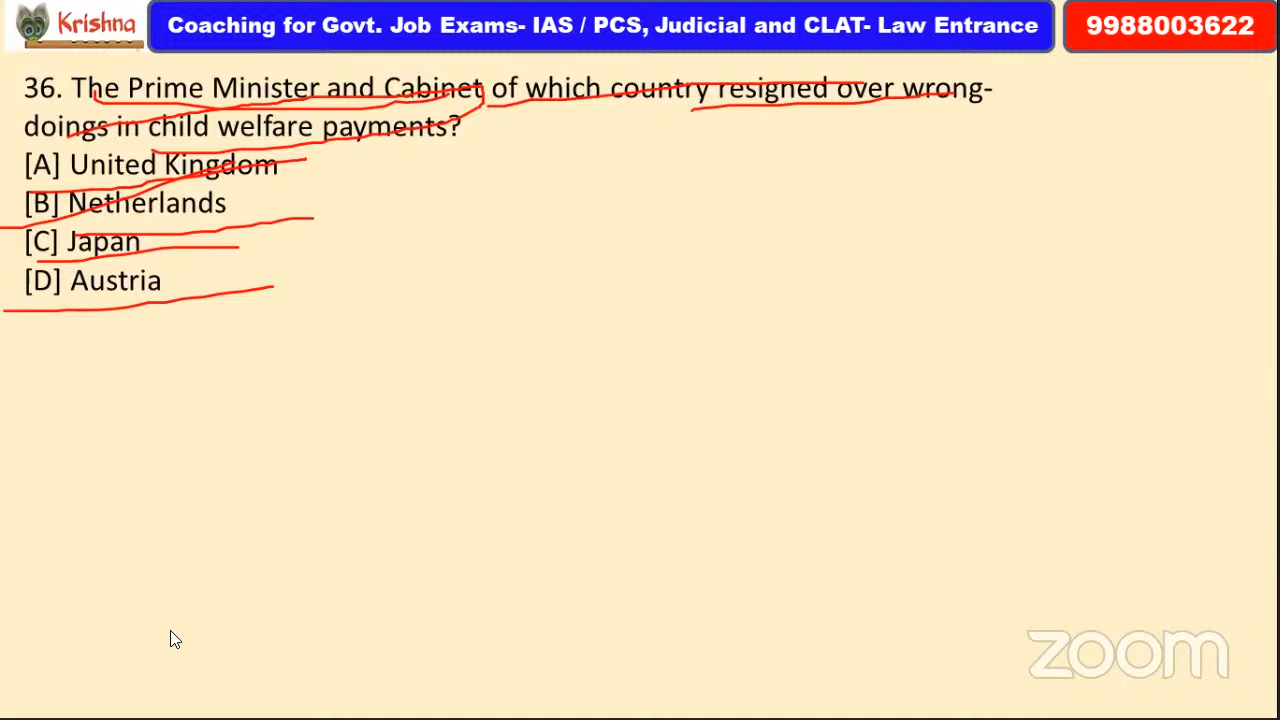 Krishna
Coaching for Govt. Job Exams- IAS / PCS, Judicial and CLAT- Law Entrance
9988003622
36. The Prime Minister and Cabinet of which country resigned over wrong-
doings in child welfare payments?
[A] United Kingdom
[B] Netherlands
[C] Japan
[D] Austria
zoom